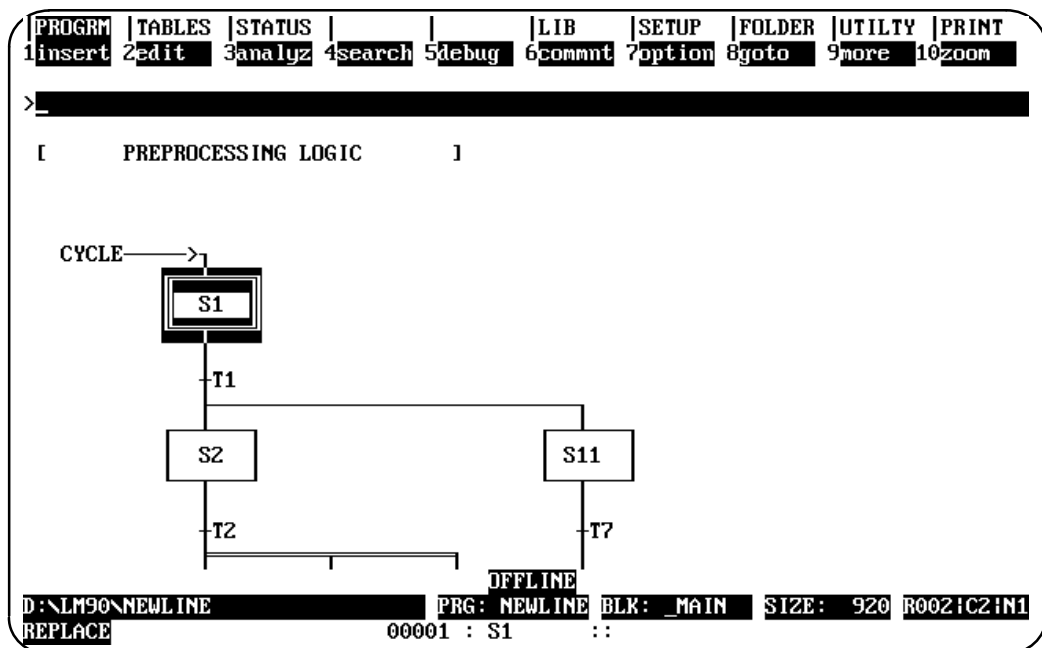 |PROGRM |TABLES |STATUS | | |LIB |SETUP |FOLDER |UTILTY |PRINT
1insert 2edit 3analyz 4search 5debug 6commnt 7option 8goto 9more 10zoom
>_
[ PREPROCESSING LOGIC ]
CYCLE >
S1
T1
S2 S11
T2 T7
OFFLINE
D:\LM90\NEWLINE PRG: NEWLINE BLK: _MAIN SIZE: 920 R002|C2|N1
REPLACE 00001 : S1 ::